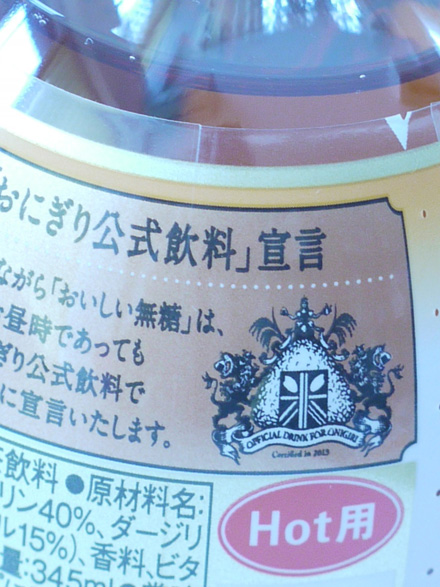 おにぎり公式飲料」宣言
ながら「おいしい無糖」は、
昼時であっても
ぎり公式飲料で
に宣言いたします。
OFFICIAL DRINK FOR ONIGIRI
Certified in 2013
飲料 ●原材料名:
リン40%、ダージリ
ル15%)、香料、ビタ
量:345ml
Hot用